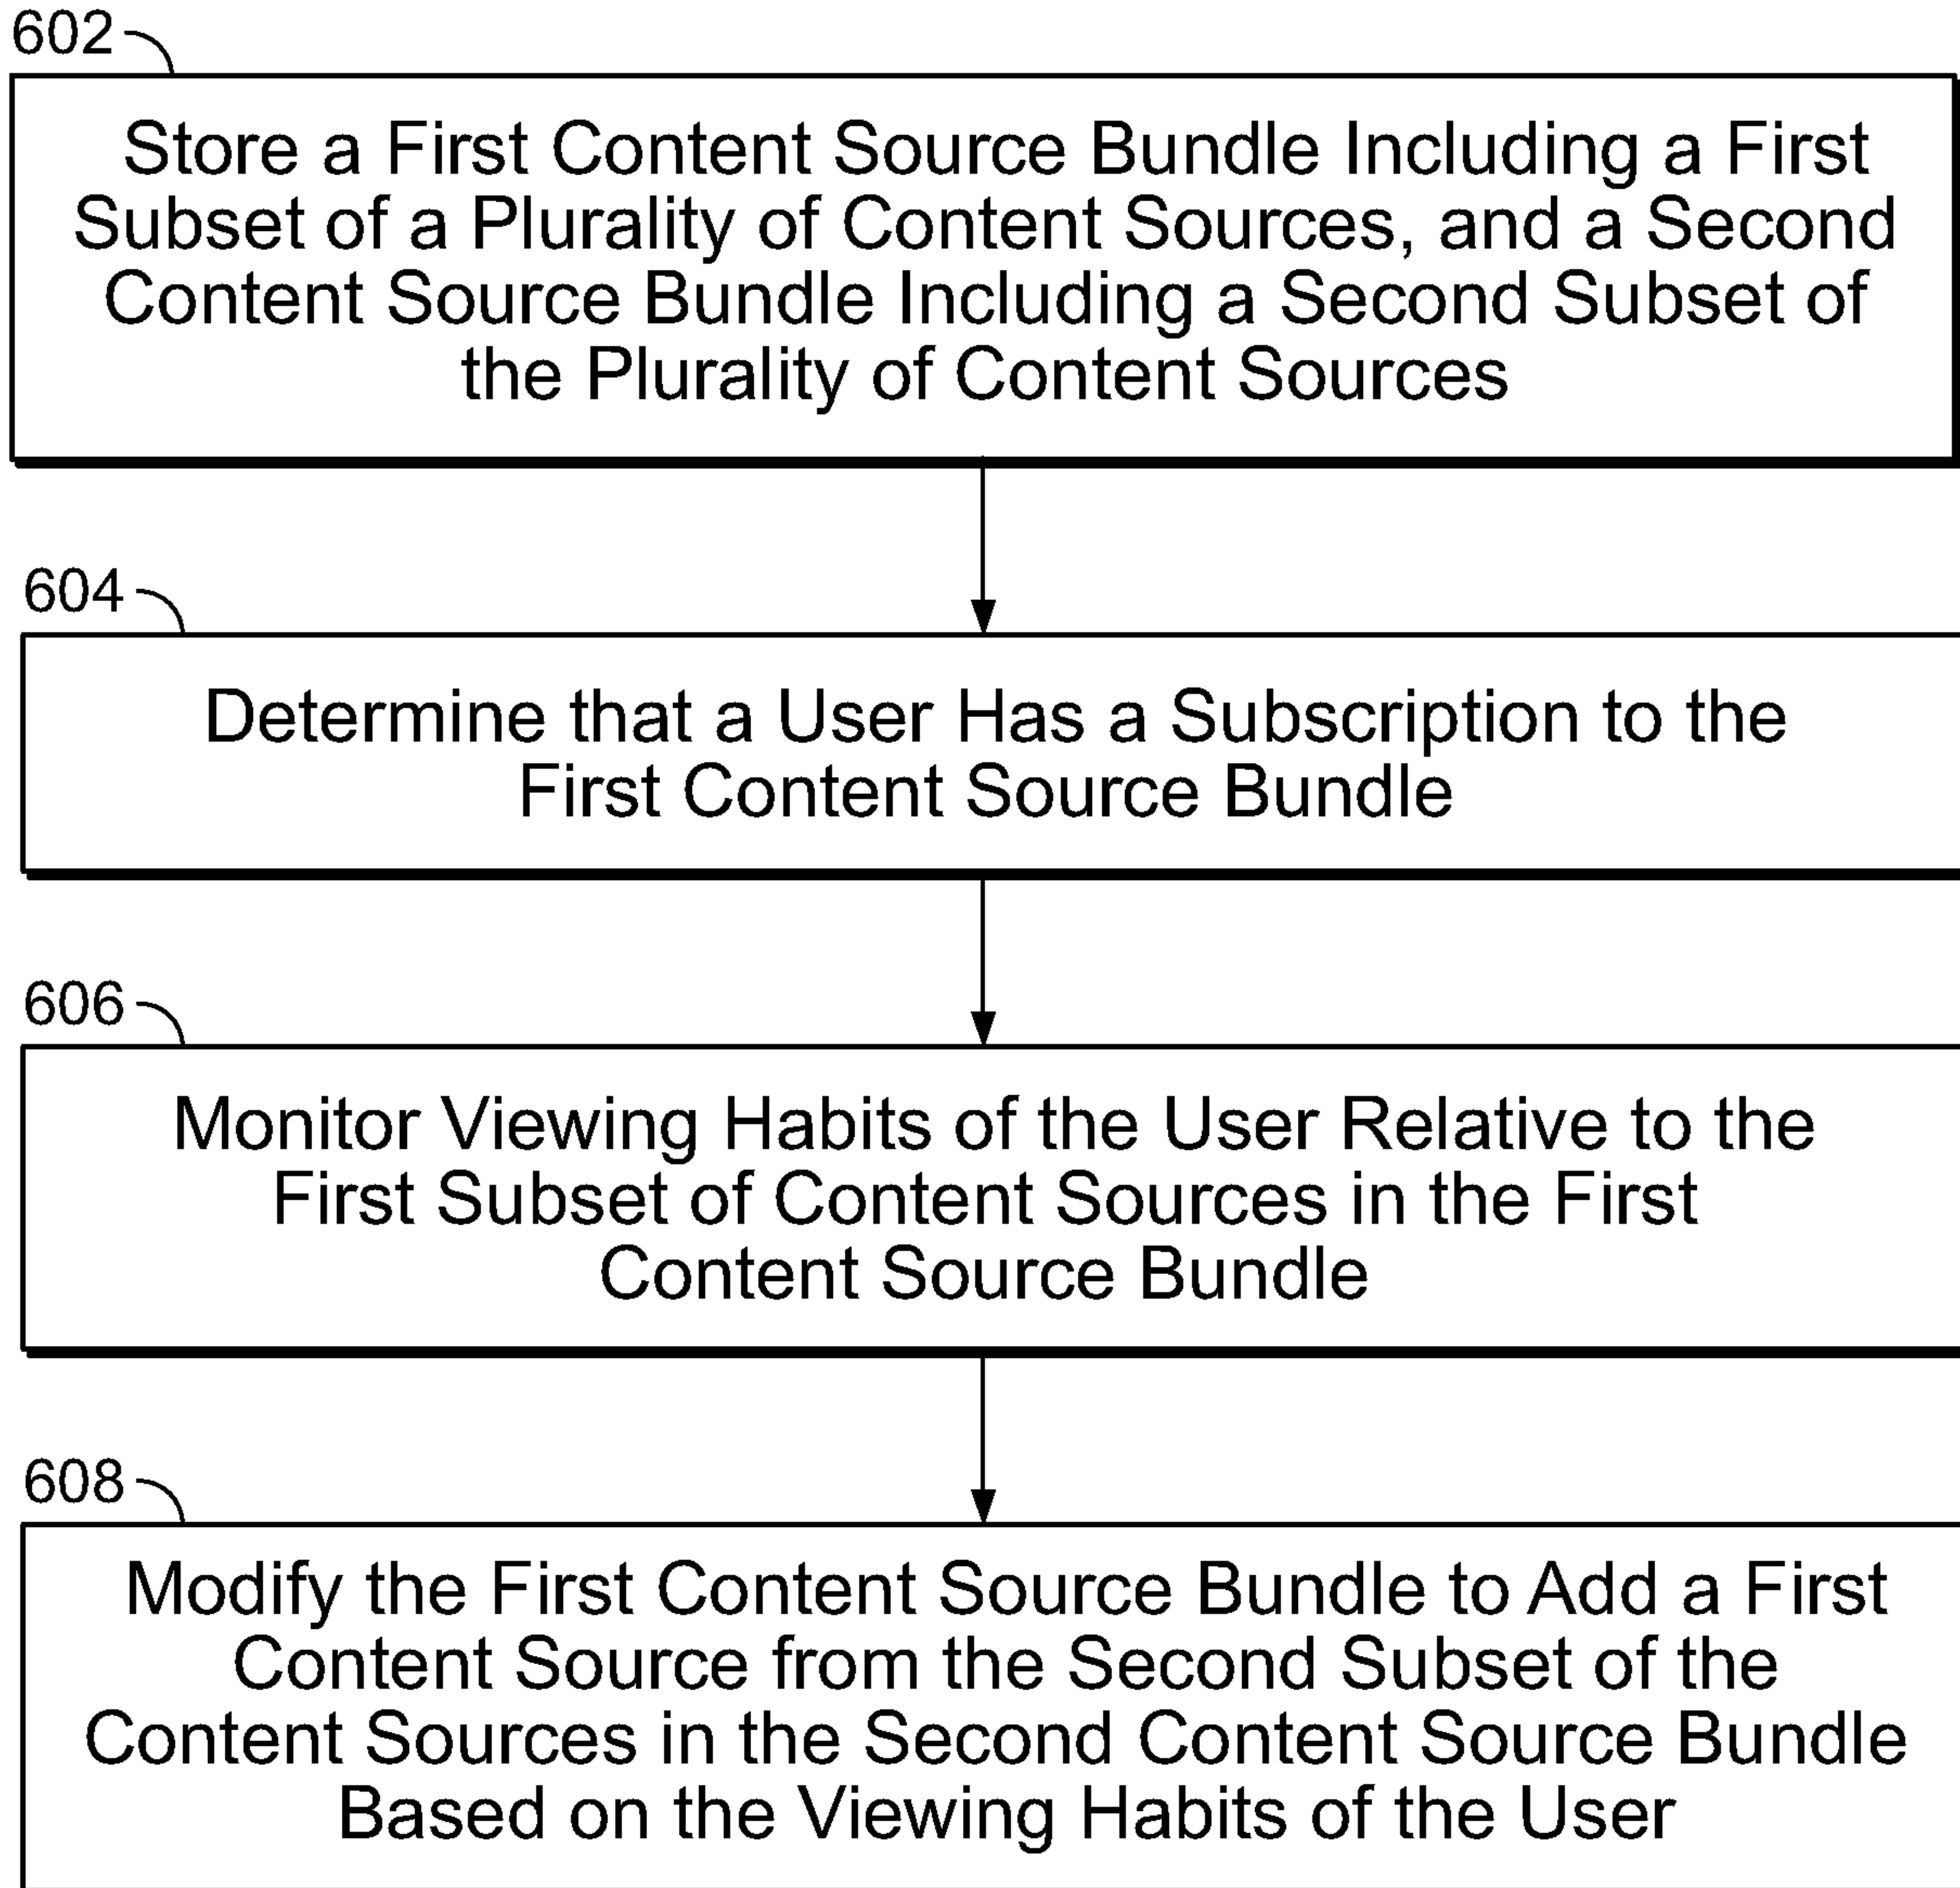 602
Store a First Content Source Bundle Including a First
Subset of a Plurality of Content Sources, and a Second
Content Source Bundle Including a Second Subset of
the Plurality of Content Sources
604
Determine that a User Has a Subscription to the
First Content Source Bundle
606
Monitor Viewing Habits of the User Relative to the
First Subset of Content Sources in the First
Content Source Bundle
608
Modify the First Content Source Bundle to Add a First
Content Source from the Second Subset of the
Content Sources in the Second Content Source Bundle
Based on the Viewing Habits of the User